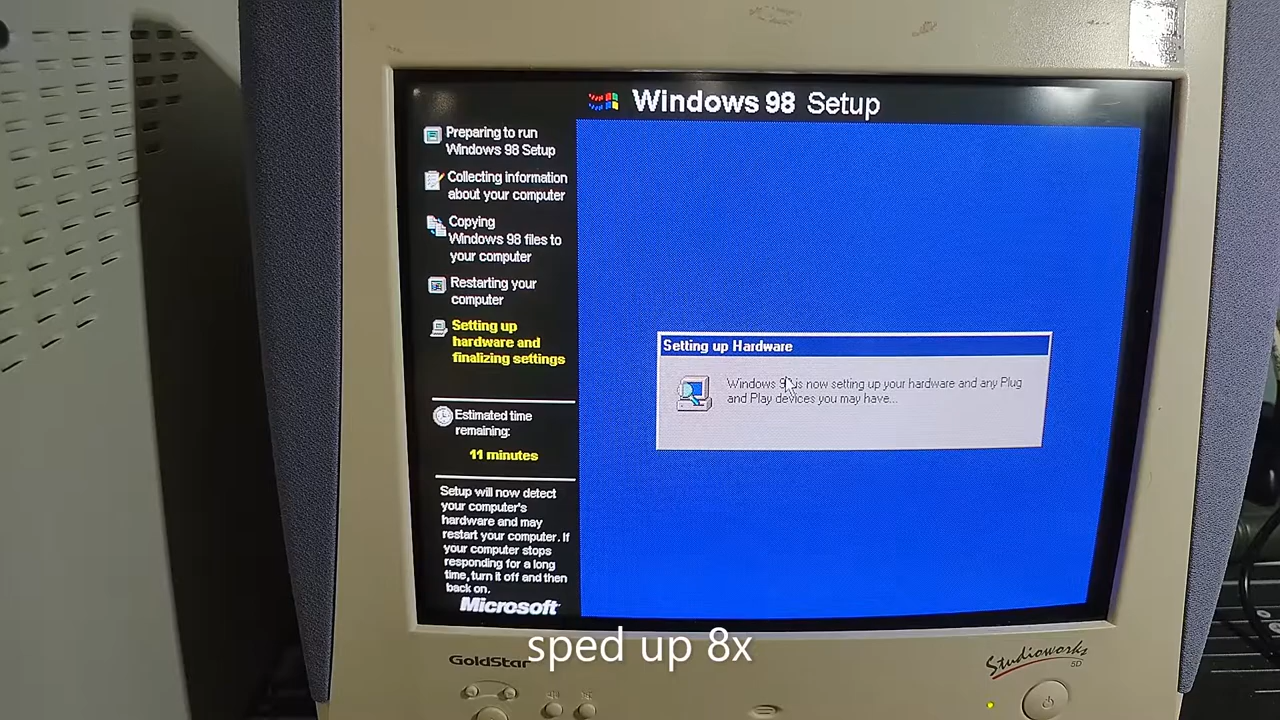 Windows 98 Setup
Preparing to run
Windows 98 Setup
Collecting information
about your computer
Copying
Windows 98 files to
your computer
Restarting your
computer
Setting up
hardware and
finalizing settings
Estimated time
remaining:
11 minutes
Setup will now detect
your computer's
hardware and may
restart your computer. If
your computer stops
responding for a long
time, turn it off and then
back on.
Microsoft
Setting up Hardware
Windows 98 is now setting up your hardware and any Plug
and Play devices you may have...
sped up 8x
GoldStar
Studioworks
5D